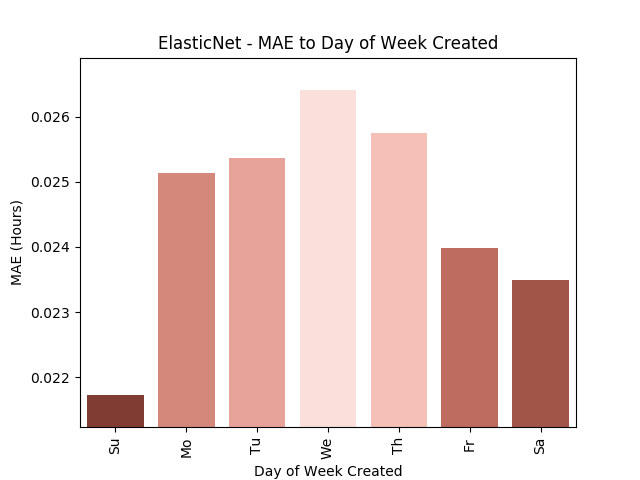 ElasticNet - MAE to Day of Week Created
MAE (Hours)
0.026
0.025
0.024
0.023
0.022
Su
Mo
Tu
We
Th
Fr
Sa
Day of Week Created